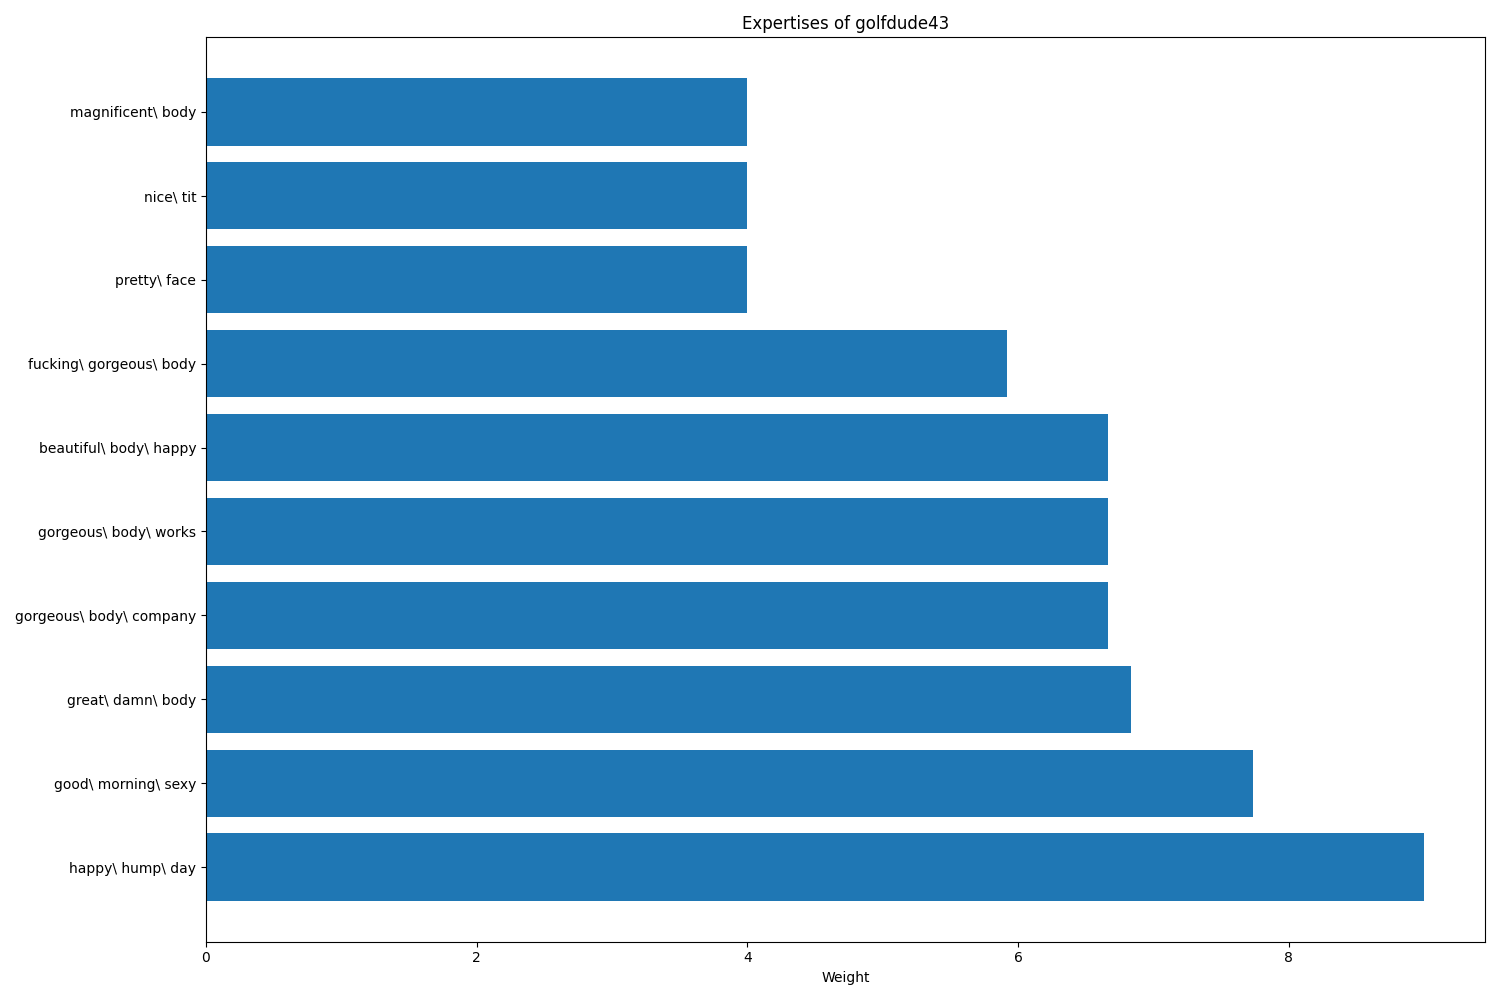 Expertises of golfdude43
magnificent\ body
nice\ tit
pretty\ face
fucking\ gorgeous\ body
beautiful\ body\ happy
gorgeous\ body\ works
gorgeous\ body\ company
great\ damn\ body
good\ morning\ sexy
happy\ hump\ day
0 2 4 6 8
Weight